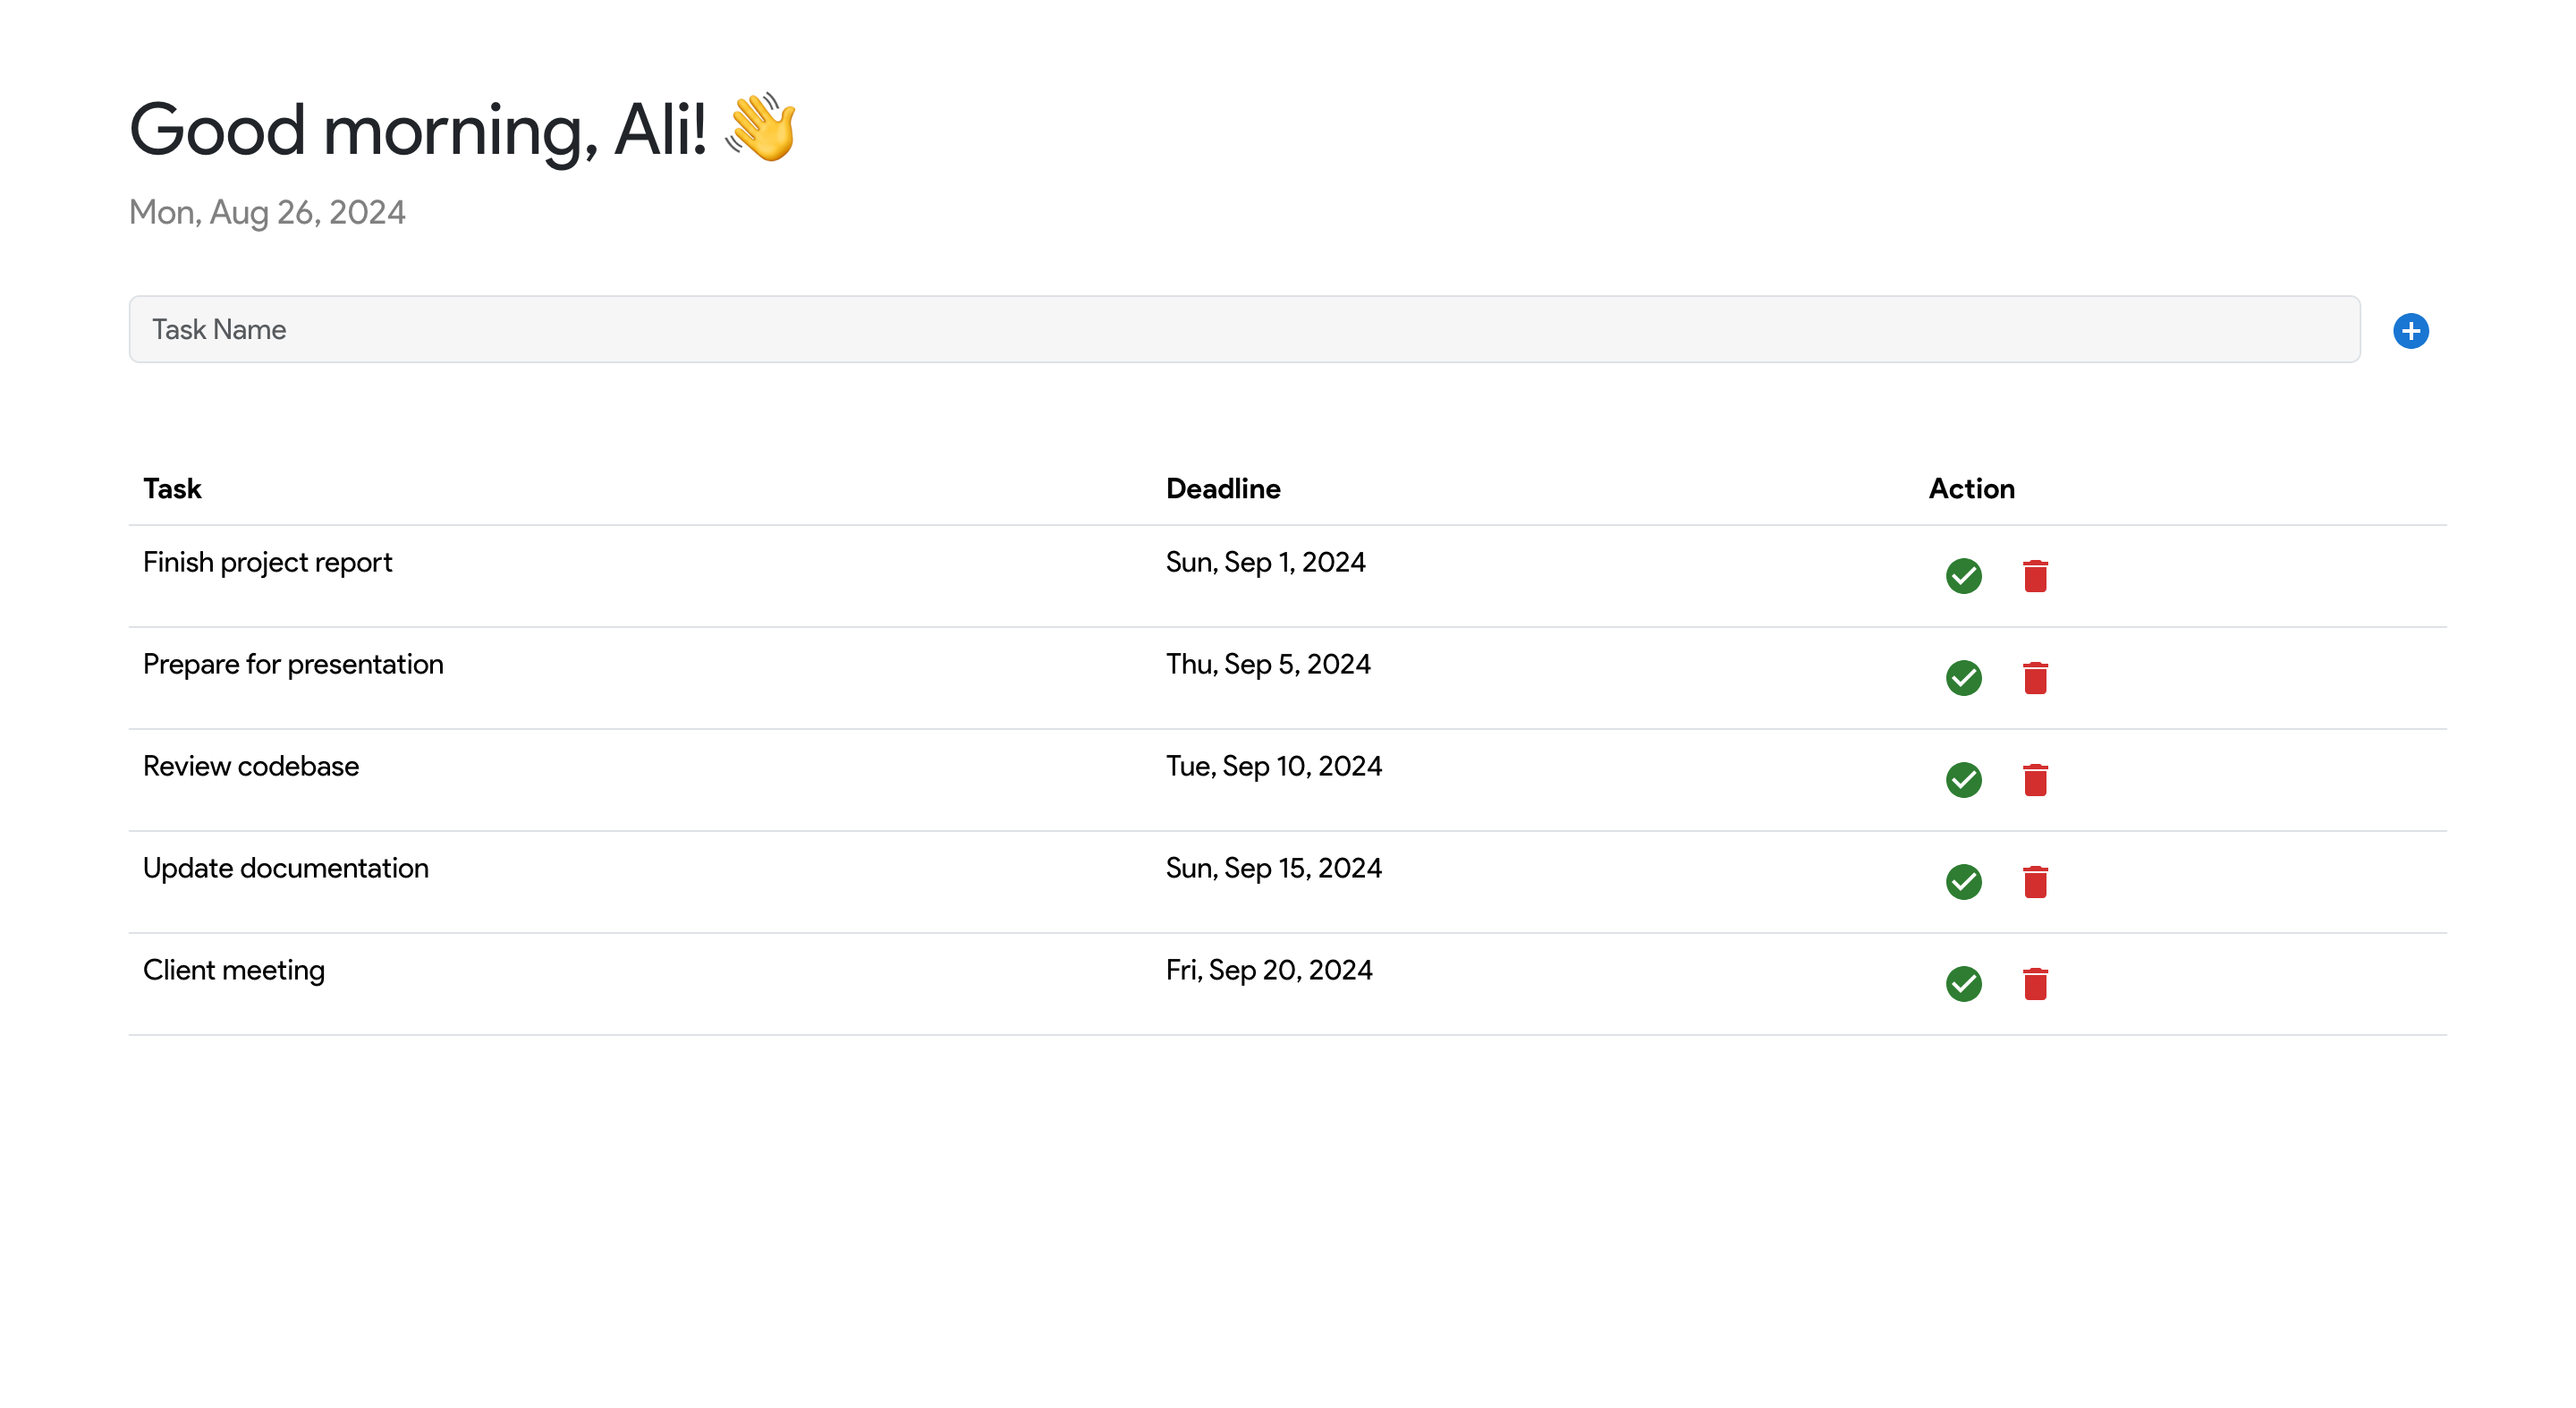 Good morning, Ali! 👋
Mon, Aug 26, 2024
Task Name
Task Deadline Action
Finish project report Sun, Sep 1, 2024
Prepare for presentation Thu, Sep 5, 2024
Review codebase Tue, Sep 10, 2024
Update documentation Sun, Sep 15, 2024
Client meeting Fri, Sep 20, 2024